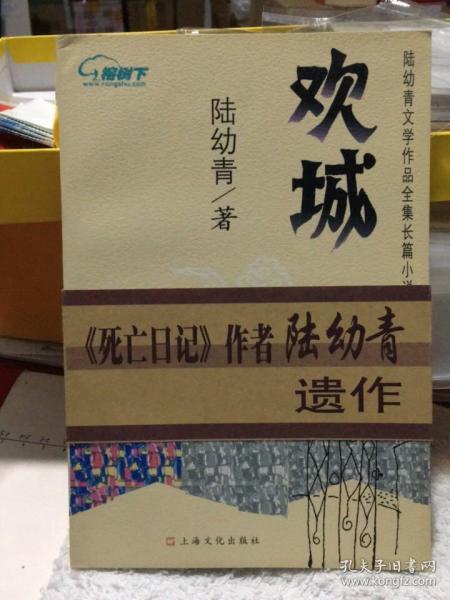 榕树下
www.rongshu.com
欢城
陆幼青/著
陆幼青文学作品全集长篇小说
《死亡日记》作者 陆幼青
遗作
上海文化出版社
孔夫子旧书网
www.kongfz.com